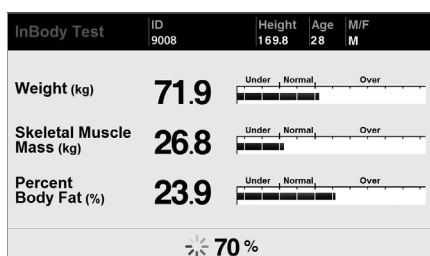 InBody Test
ID Height Age M/F
9008 169.8 28 M
Under Normal Over
Weight (kg) 71.9
Under Normal Over
Skeletal Muscle
Mass (kg) 26.8
Under Normal Over
Percent
Body Fat (%) 23.9
70 %